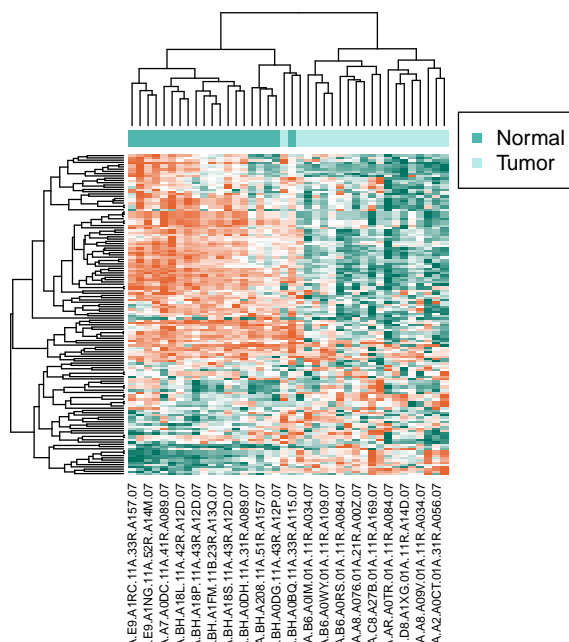 Normal
Tumor
.E9.A1RC.11A.33R.A157.07
.E9.A1NG.11A.52R.A14M.07
A.A7.A0DC.11A.41R.A089.07
.BH.A18L.11A.42R.A12D.07
.BH.A18P.11A.43R.A12D.07
.BH.A1FM.11B.23R.A13Q.07
.BH.A18S.11A.43R.A12D.07
.BH.A0DH.11A.31R.A089.07
A.BH.A208.11A.51R.A157.07
.BH.A0DG.11A.43R.A12P.07
.BH.A0BQ.11A.33R.A115.07
A.B6.A0IM.01A.11R.A034.07
.B6.A0WY.01A.11R.A109.07
A.B6.A0RS.01A.11R.A084.07
A.A8.A076.01A.21R.A00Z.07
A.C8.A27B.01A.11R.A169.07
.AR.A0TR.01A.11R.A084.07
.D8.A1XG.01A.11R.A14D.07
A.A8.A09V.01A.11R.A034.07
A.A2.A0CT.01A.31R.A056.07